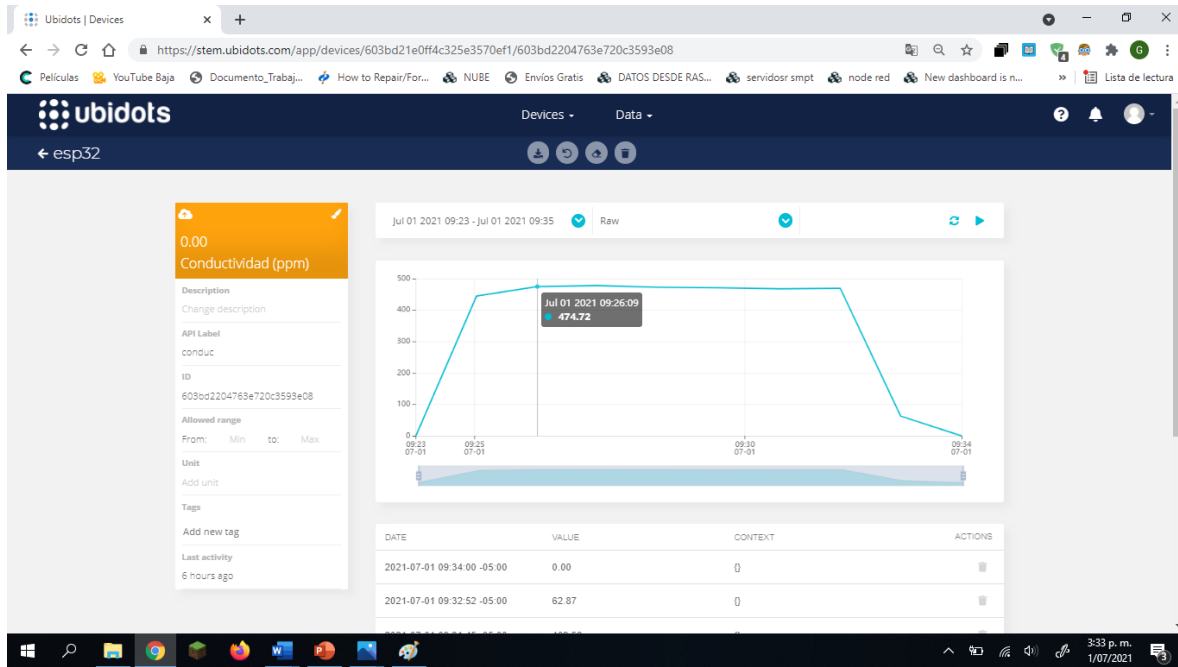 Ubidots | Devices
https://stem.ubidots.com/app/devices/603bd21e0ff4c325e3570ef1/603bd2204763e720c3593e08
G
Películas
YouTube Baja
Documento_Trabaj...
How to Repair/For...
NUBE
Envíos Gratis
DATOS DESDE RAS...
servidosr smpt
node red
New dashboard is n...
»
Lista de lectura
ubidots
Devices
Data
esp32
0.00
Conductividad (ppm)
Description
Change description
API Label
conduc
ID
603bd2204763e720c3593e08
Allowed range
From: Min to: Max
Unit
Add unit
Tags
Add new tag
Last activity
6 hours ago
Jul 01 2021 09:23 - Jul 01 2021 09:35
Raw
500
400
300
200
100
0
Jul 01 2021 09:26:09
474.72
09:23
07-01
09:25
07-01
09:30
07-01
09:34
07-01
DATE VALUE CONTEXT ACTIONS
2021-07-01 09:34:00 -05:00 0.00 {}
2021-07-01 09:32:52 -05:00 62.87 {}
3:33 p. m.
1/07/2021